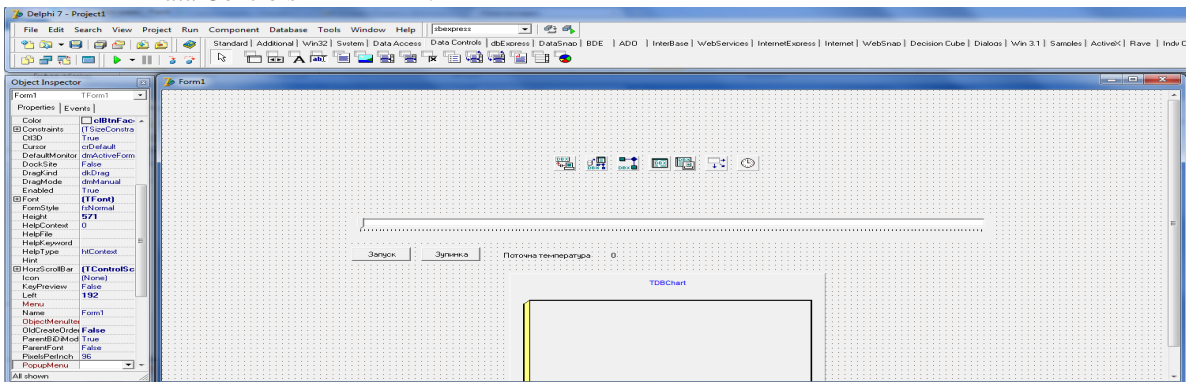 Delphi 7 - Project1
File Edit Search View Project Run Component Database Tools Window Help
Standard Additional Win32 System Data Access Data Controls dbExpress DataSnap BDE ADO InterBase WebServices InternetExpress Internet WebSnap Decision Cube Dialogs Win 3.1 Samples ActiveX Rave
Object Inspector
Form1 TForm1
Properties Events
Color clBtnFac
Constraints (TSizeConstra
Ctl3D True
Cursor crDefault
DefaultMonitor dmActiveForm
DockSite False
DragKind dkDrag
DragMode dmManual
Enabled True
Font (TFont)
FormStyle fsNormal
Height 571
HelpContext 0
HelpFile
HelpKeyword
HelpType htContext
Hint
HorzScrollBar (TControlSc
Icon (None)
KeyPreview False
Left 192
Menu
Name Form1
ObjectMenuIte
OldCreateOrde False
ParentBiDiMod True
ParentFont False
PixelsPerInch 96
PopupMenu
All shown
Form1
Запуск Зупинка Поточна температура 0
TDBChart